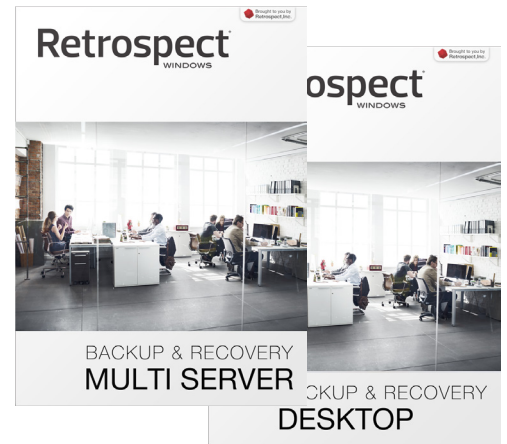 Brought to you by
Retrospect, Inc.
Retrospect
WINDOWS
BACKUP & RECOVERY
MULTI SERVER
Brought to you by
Retrospect, Inc.
ospect
WINDOWS
CKUP & RECOVERY
DESKTOP